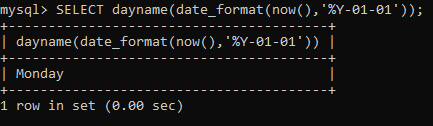 mysql> SELECT dayname(date_format(now(),'%Y-01-01'));
+----------------------------------------+
| dayname(date_format(now(),'%Y-01-01')) |
+----------------------------------------+
| Monday                                 |
+----------------------------------------+
1 row in set (0.00 sec)